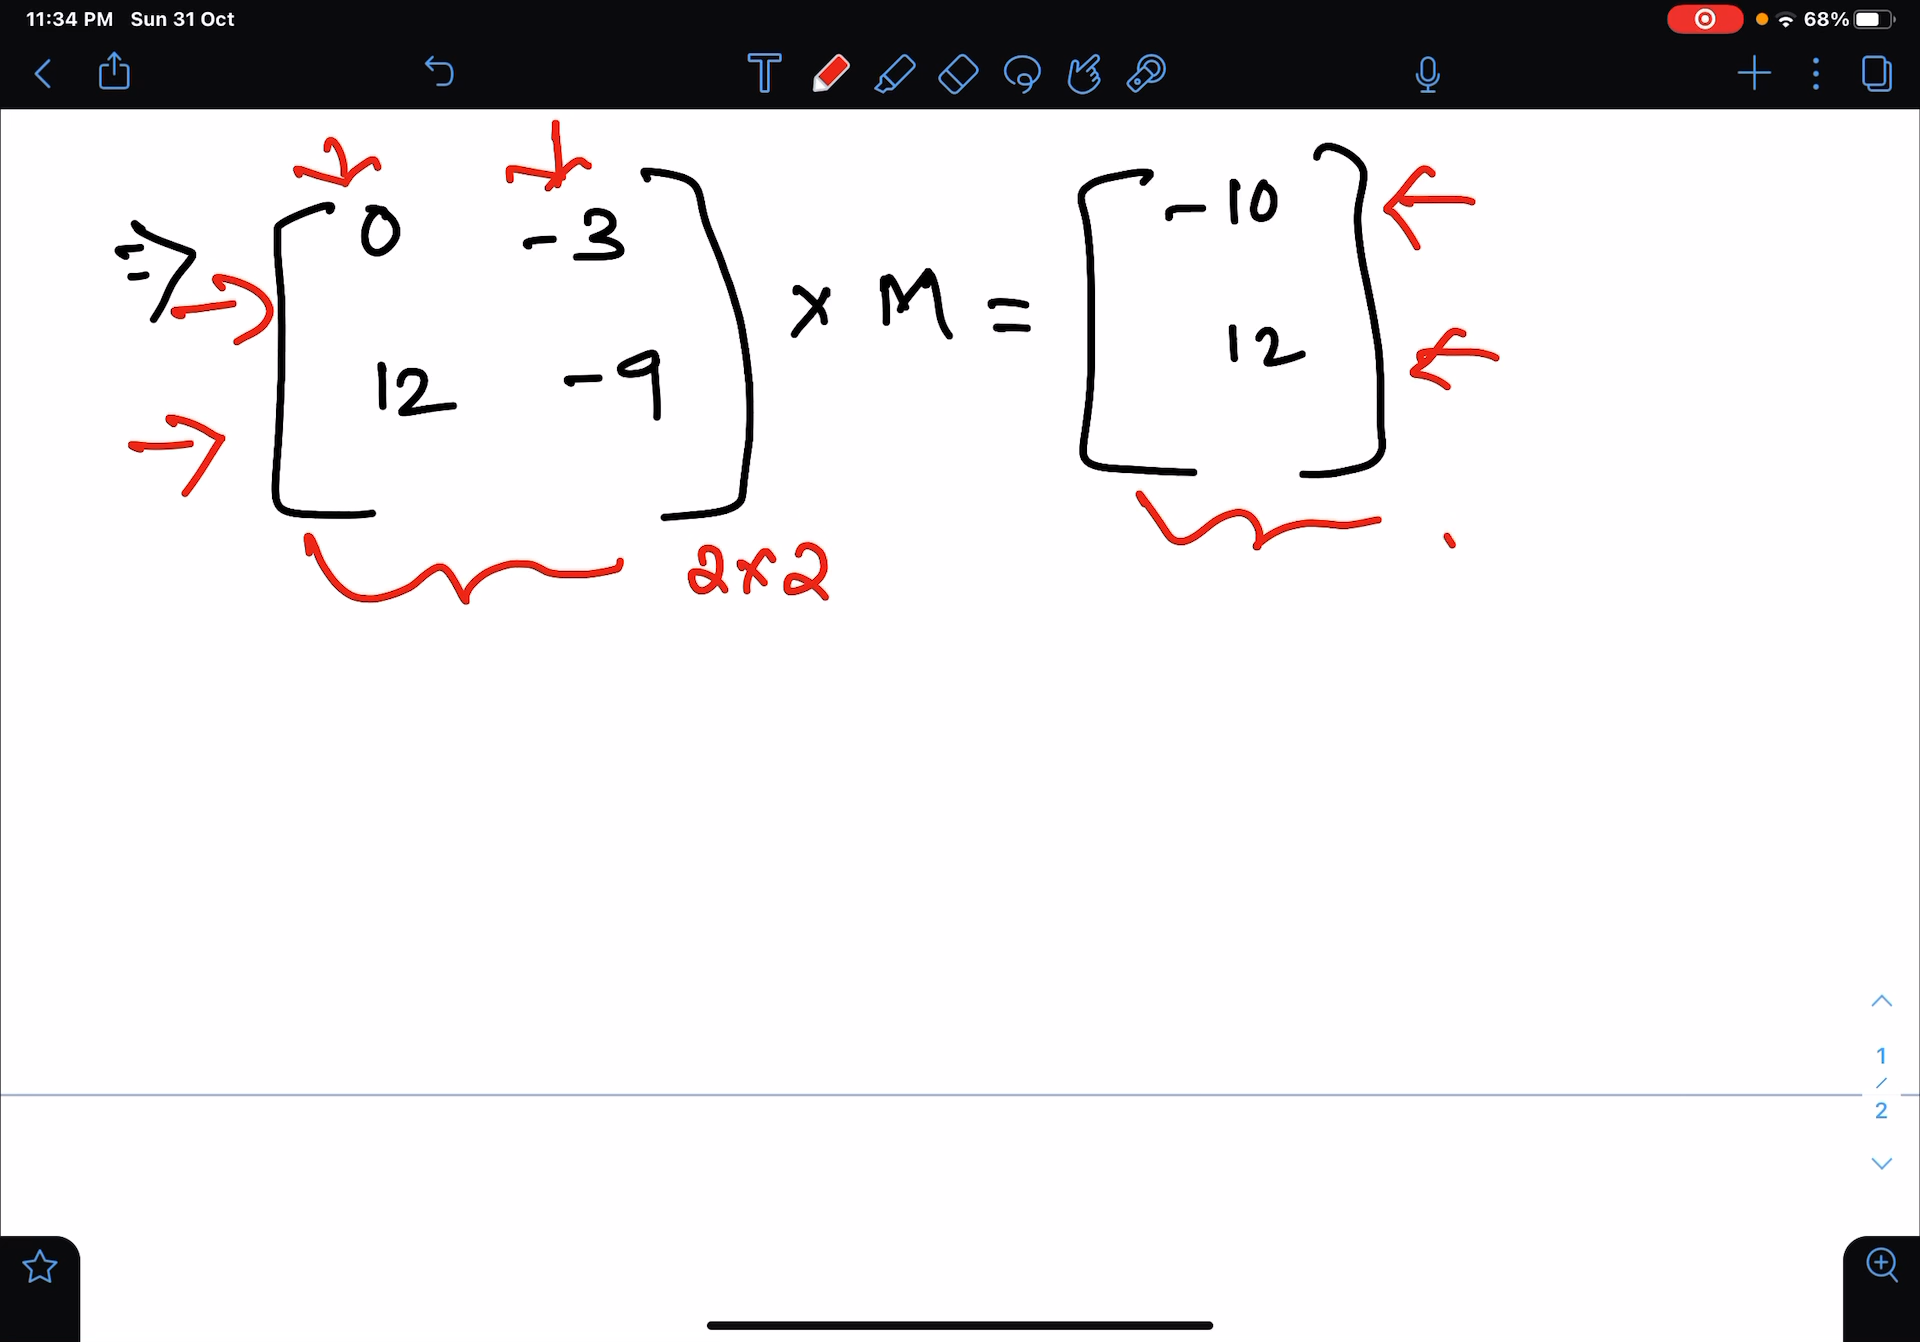 11:34 PM Sun 31 Oct
68%
T
⇒ [ 0 -3
12 -9 ] × M = [ -10
12 ]
2×2
1
/
2